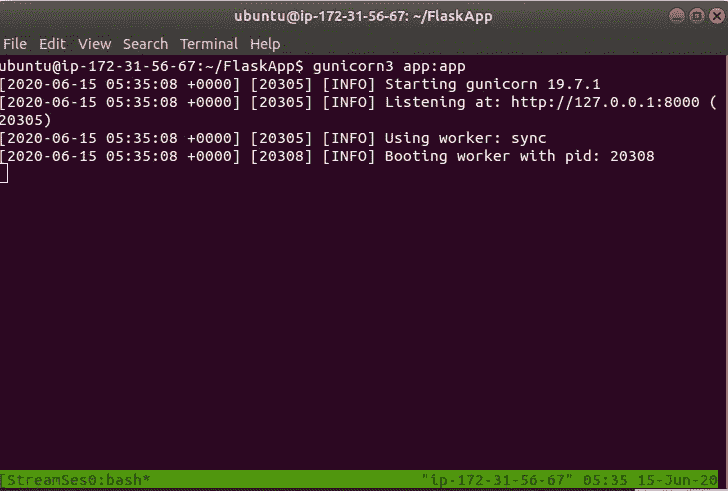 ubuntu@ip-172-31-56-67: ~/FlaskApp
File Edit View Search Terminal Help
ubuntu@ip-172-31-56-67:~/FlaskApp$ gunicorn3 app:app
[2020-06-15 05:35:08 +0000] [20305] [INFO] Starting gunicorn 19.7.1
[2020-06-15 05:35:08 +0000] [20305] [INFO] Listening at: http://127.0.0.1:8000 (
20305)
[2020-06-15 05:35:08 +0000] [20305] [INFO] Using worker: sync
[2020-06-15 05:35:08 +0000] [20308] [INFO] Booting worker with pid: 20308
[StreamSes0:bash* "ip-172-31-56-67" 05:35 15-Jun-20